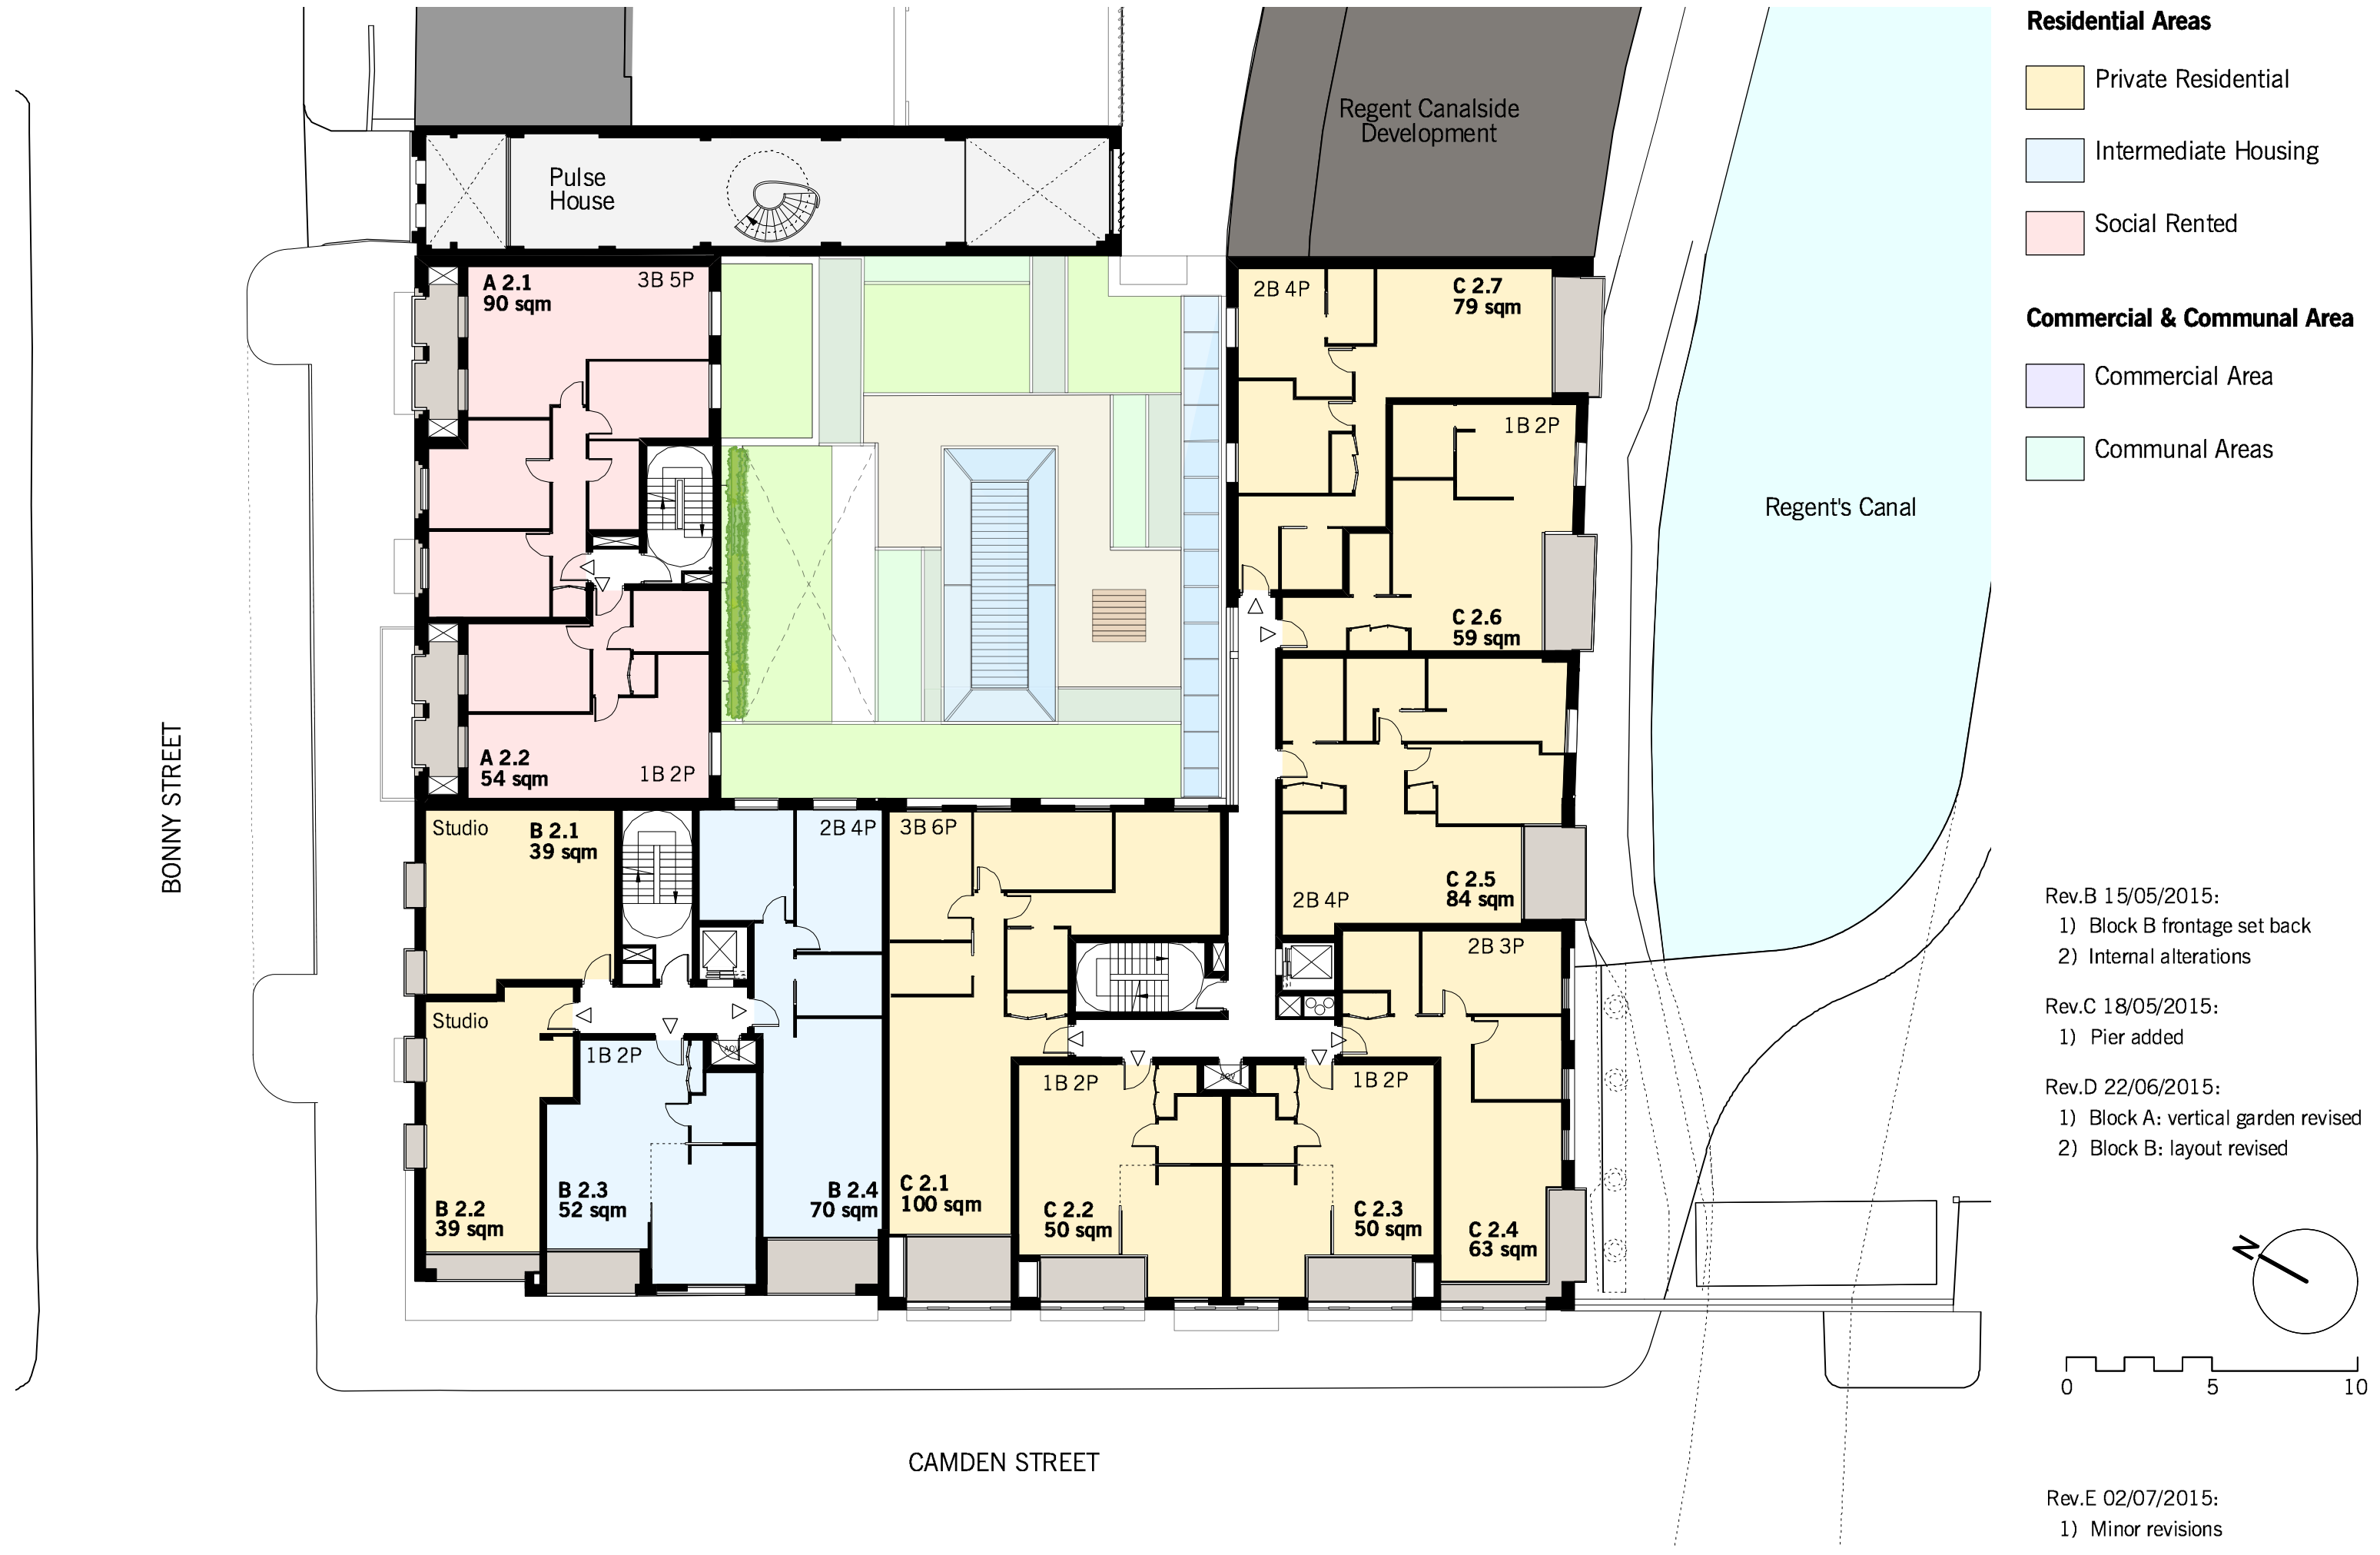 Residential Areas
Private Residential
Intermediate Housing
Social Rented
Commercial & Communal Area
Commercial Area
Communal Areas
Regent Canalside
Development
Pulse
House
A 2.1
90 sqm
3B 5P
2B 4P
C 2.7
79 sqm
1B 2P
Regent's Canal
C 2.6
59 sqm
A 2.2
54 sqm
1B 2P
BONNY STREET
Studio
B 2.1
39 sqm
2B 4P
3B 6P
2B 4P
C 2.5
84 sqm
2B 3P
Studio
1B 2P
AOV
1B 2P
AOV
1B 2P
B 2.2
39 sqm
B 2.3
52 sqm
B 2.4
70 sqm
C 2.1
100 sqm
C 2.2
50 sqm
C 2.3
50 sqm
C 2.4
63 sqm
Rev.B 15/05/2015:
1) Block B frontage set back
2) Internal alterations
Rev.C 18/05/2015:
1) Pier added
Rev.D 22/06/2015:
1) Block A: vertical garden revised
2) Block B: layout revised
N
0 5 10
CAMDEN STREET
Rev.E 02/07/2015:
1) Minor revisions